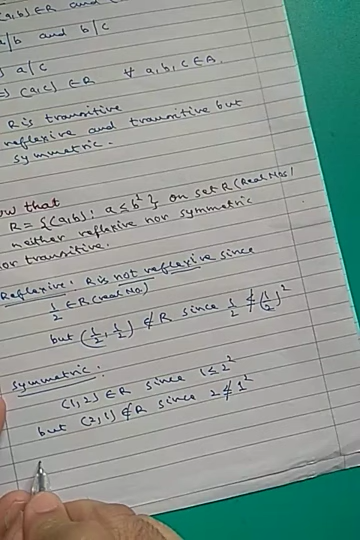 (a,b) ∈ R and
a/b and b/c
a/c
(a,c) ∈ R ∀ a,b,c ∈ A.
R is transitive
reflexive and transitive but
symmetric.
ow that
R = {(a,b): a ≤ b²} on set R (Real Nos)
neither reflexive nor symmetric
or transitive.
Reflexive: R is not reflexive since
1/2 ∈ R (real No.)
but (1/2, 1/2) ∉ R since 1/2 ≰ (1/2)²
Symmetric:
(1,2) ∈ R since 1 ≤ 2²
but (2,1) ∉ R since 2 ≰ 1²